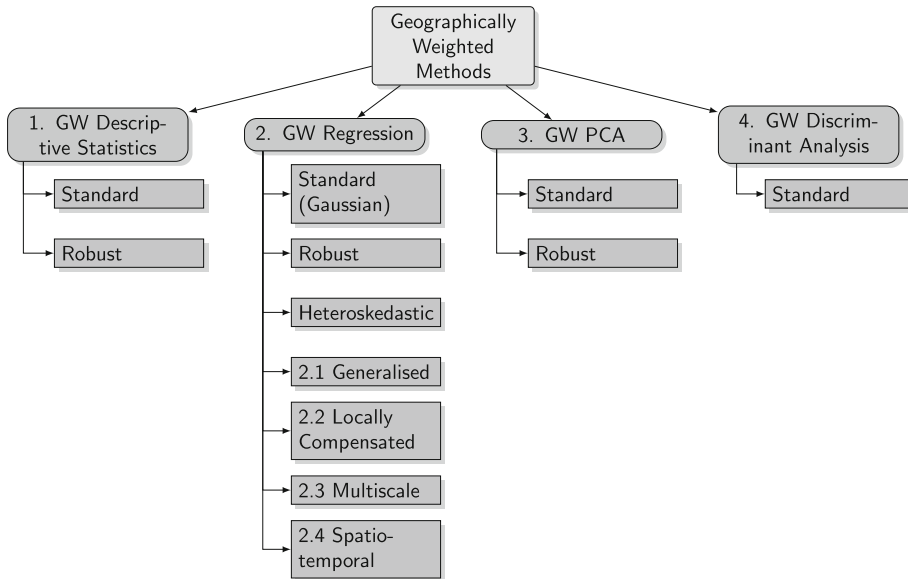 Geographically
Weighted
Methods
1. GW Descrip-
tive Statistics
Standard
Robust
2. GW Regression
Standard
(Gaussian)
Robust
Heteroskedastic
2.1 Generalised
2.2 Locally
Compensated
2.3 Multiscale
2.4 Spatio-
temporal
3. GW PCA
Standard
Robust
4. GW Discrim-
inant Analysis
Standard